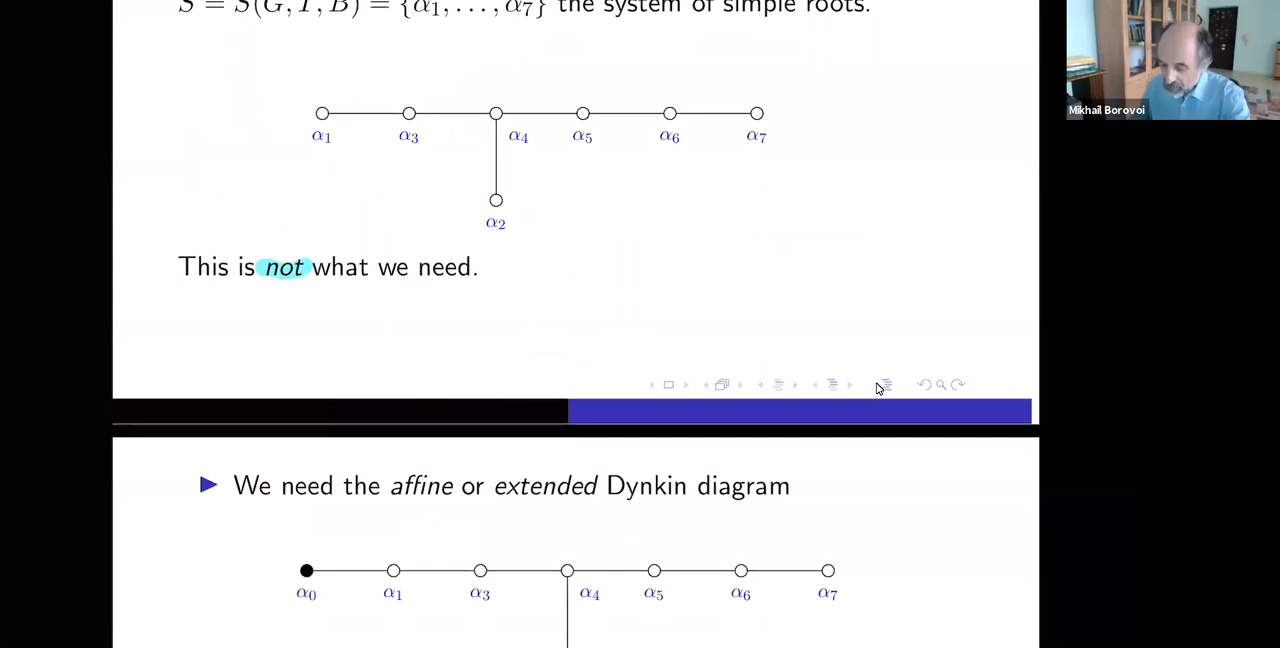 S = S(G, T, B) = {α₁, . . . , α₇} the system of simple roots.
α₁ α₃ α₄ α₅ α₆ α₇
α₂
This is not what we need.
▶ We need the affine or extended Dynkin diagram
α₀ α₁ α₃ α₄ α₅ α₆ α₇
Mikhail Borovoi